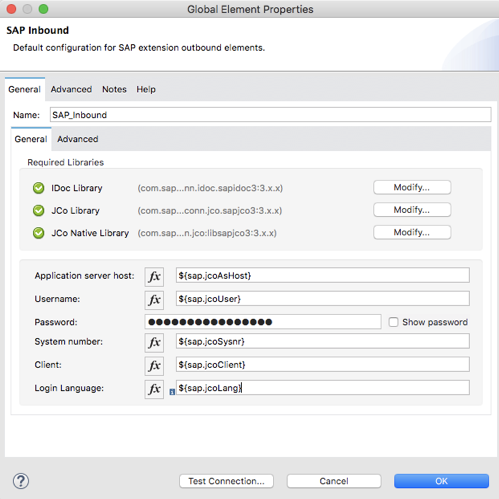 Global Element Properties
SAP Inbound
Default configuration for SAP extension outbound elements.
General Advanced Notes Help
Name: SAP_Inbound
General Advanced
Required Libraries
IDoc Library (com.sap...nn.idoc.sapidoc3:3.x.x) Modify...
JCo Library (com.sap...conn.jco.sapjco3:3.x.x) Modify...
JCo Native Library (com.sap...n.jco:libsapjco3:3.x.x) Modify...
Application server host: fx ${sap.jcoAsHost}
Username: fx ${sap.jcoUser}
Password: ●●●●●●●●●●●●●●●● Show password
System number: fx ${sap.jcoSysnr}
Client: fx ${sap.jcoClient}
Login Language: fx ${sap.jcoLang}
? Test Connection... Cancel OK